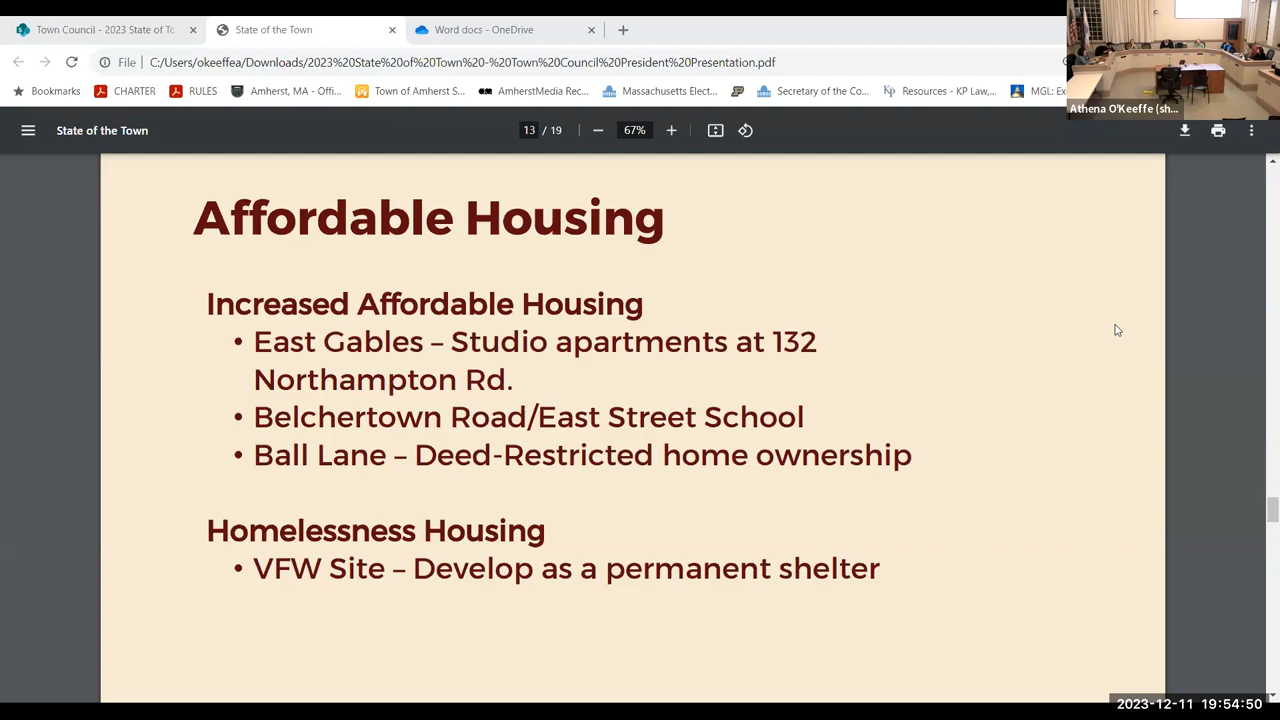 Town Council - 2023 State of To
State of the Town
Word docs - OneDrive
File
C:/Users/okeeffea/Downloads/2023%20State%20of%20Town%20-%20Town%20Council%20President%20Presentation.pdf
Bookmarks
CHARTER
RULES
Amherst, MA - Offi...
Town of Amherst S...
AmherstMedia Rec...
Massachusetts Elect...
Secretary of the Co...
Resources - KP Law,...
MGL: Ex
Athena O'Keeffe (sh...
State of the Town
13 / 19
67%
Affordable Housing
Increased Affordable Housing
• East Gables – Studio apartments at 132
Northampton Rd.
• Belchertown Road/East Street School
• Ball Lane – Deed-Restricted home ownership
Homelessness Housing
• VFW Site – Develop as a permanent shelter
2023-12-11 19:54:50